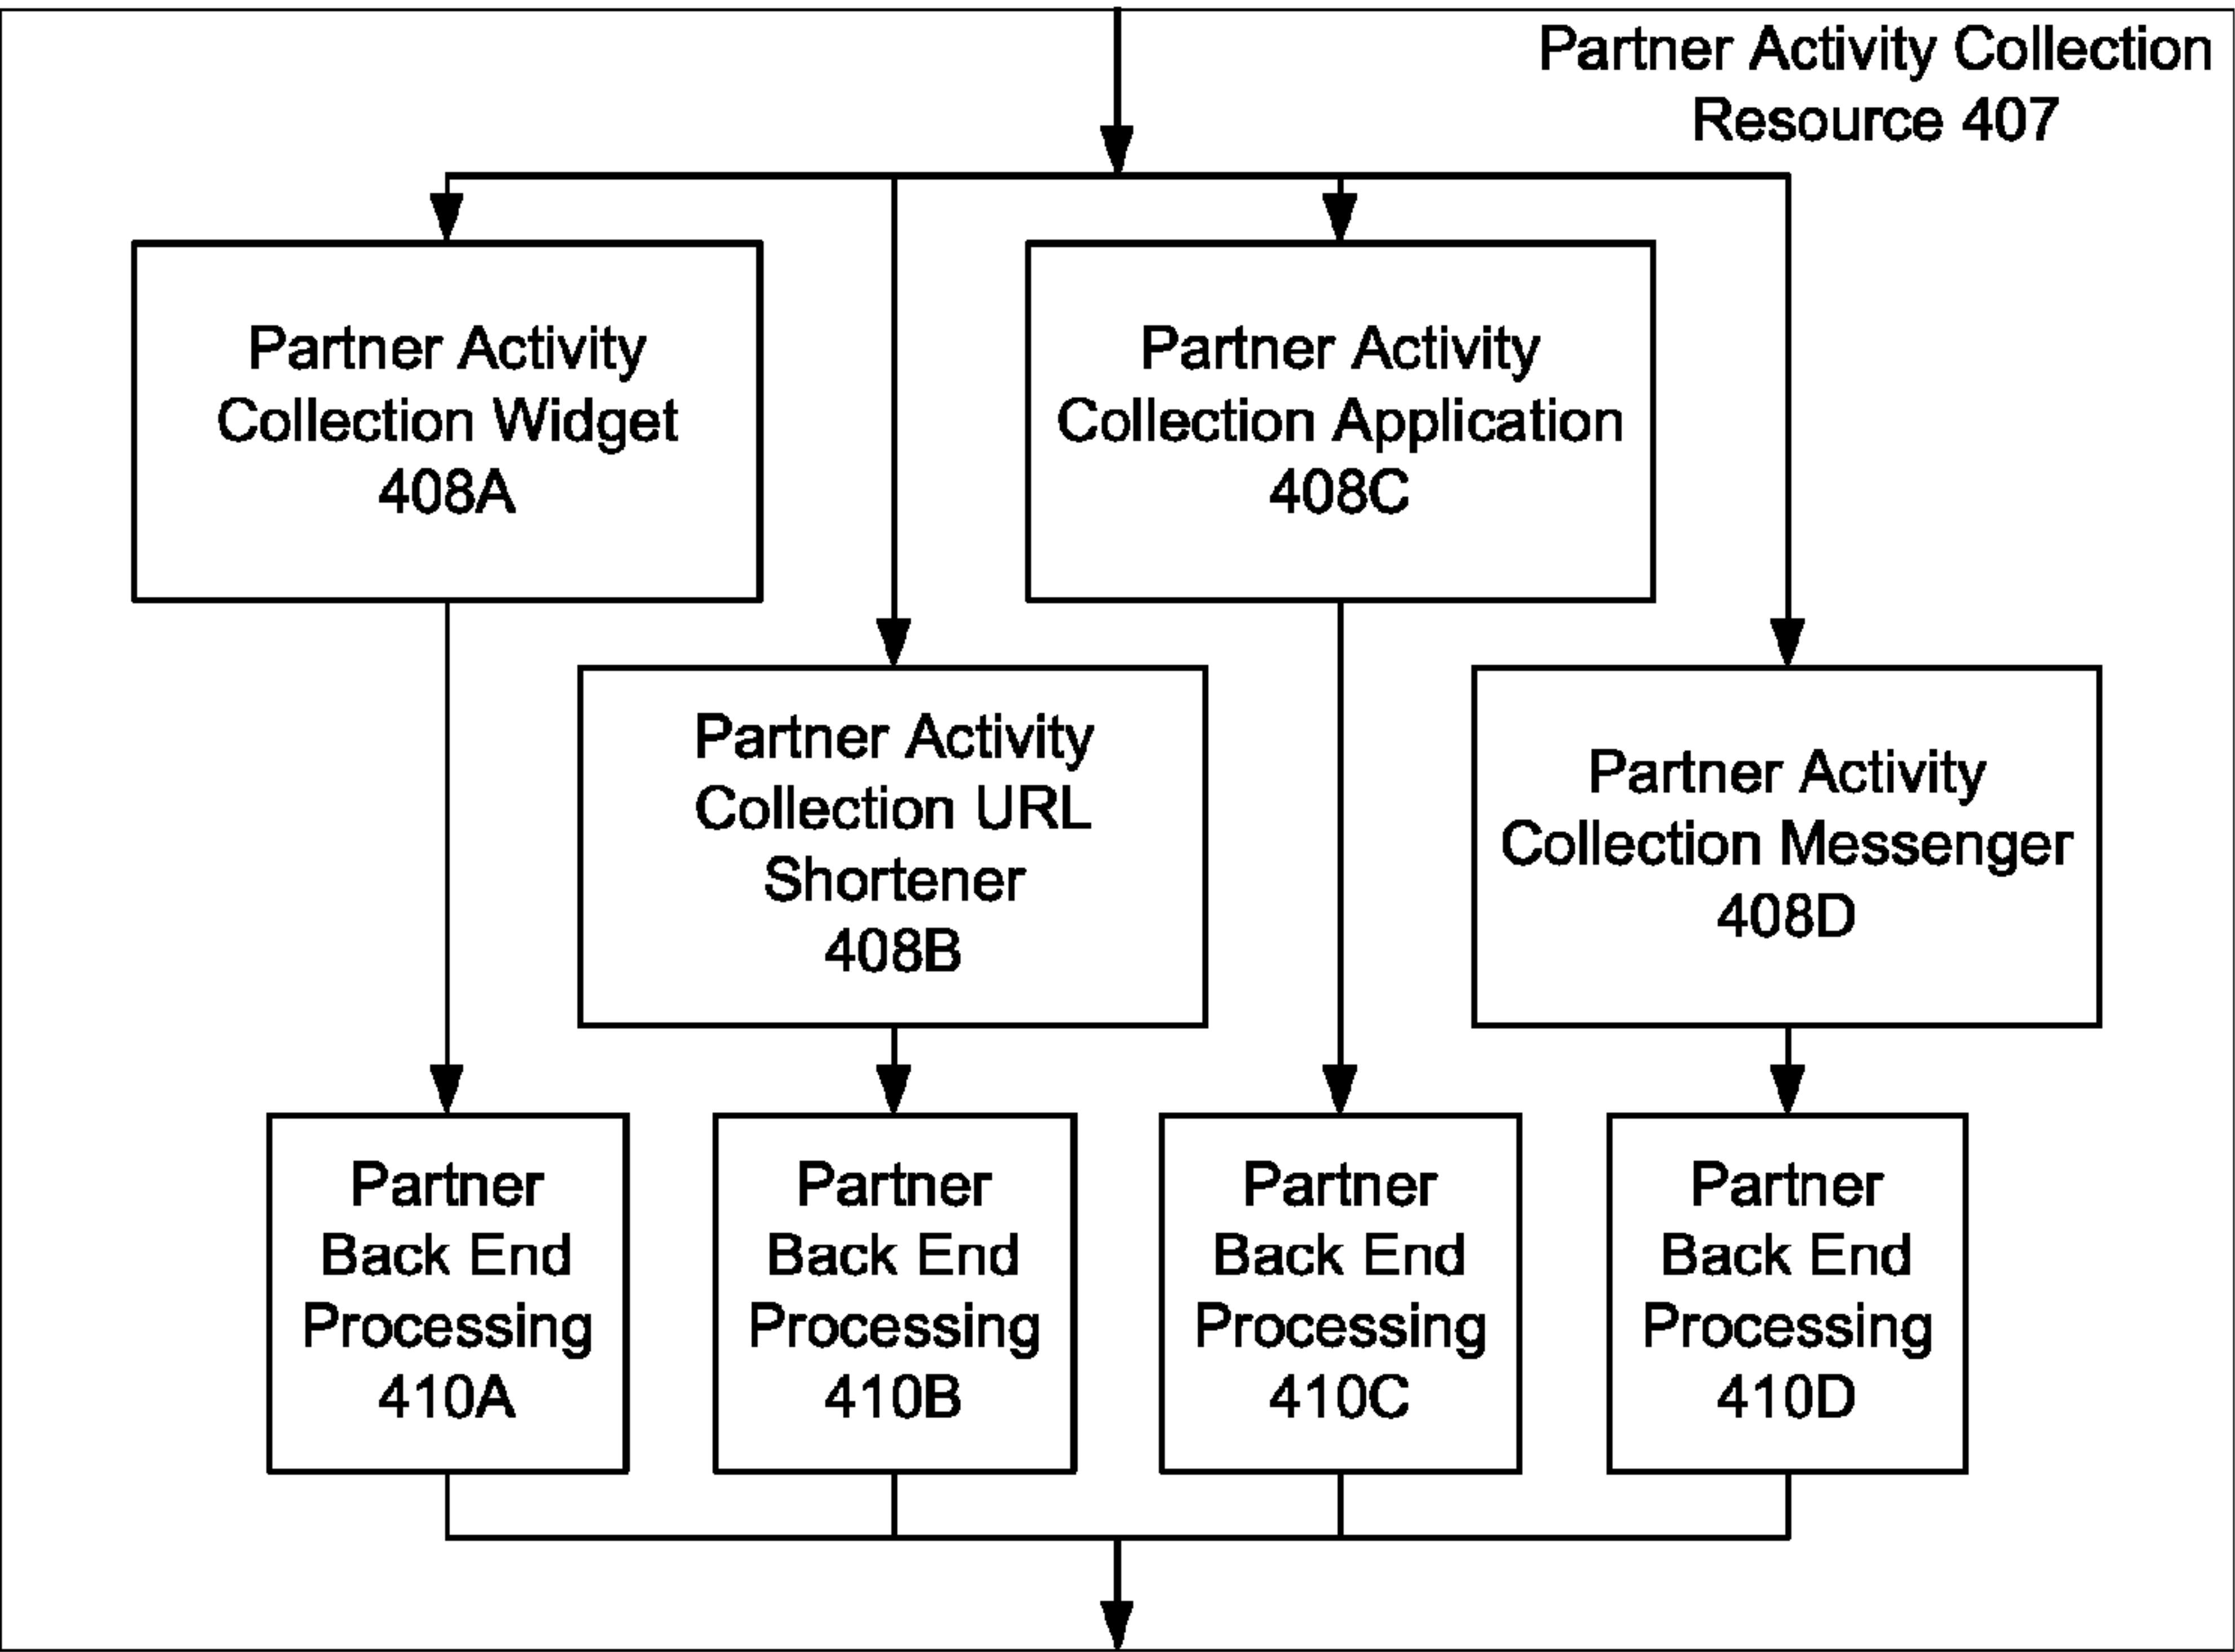 Partner Activity Collection
Resource 407
Partner Activity
Collection Widget
408A
Partner Activity
Collection Application
408C
Partner Activity
Collection URL
Shortener
408B
Partner Activity
Collection Messenger
408D
Partner
Back End
Processing
410A
Partner
Back End
Processing
410B
Partner
Back End
Processing
410C
Partner
Back End
Processing
410D